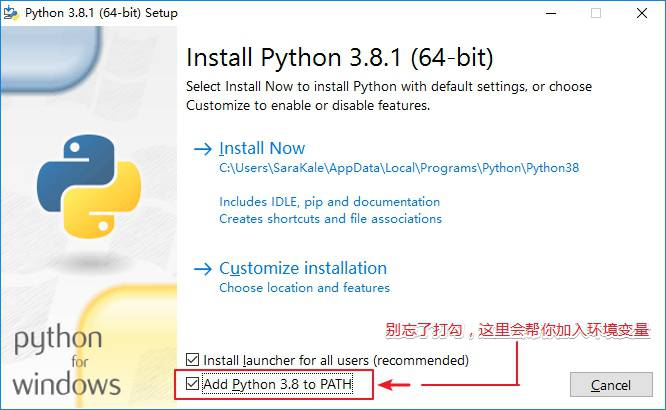 Python 3.8.1 (64-bit) Setup
Install Python 3.8.1 (64-bit)
Select Install Now to install Python with default settings, or choose
Customize to enable or disable features.
Install Now
C:\Users\SaraKale\AppData\Local\Programs\Python\Python38
Includes IDLE, pip and documentation
Creates shortcuts and file associations
Customize installation
Choose location and features
别忘了打勾，这里会帮你加入环境变量
Install launcher for all users (recommended)
Add Python 3.8 to PATH
Cancel
python
for
windows